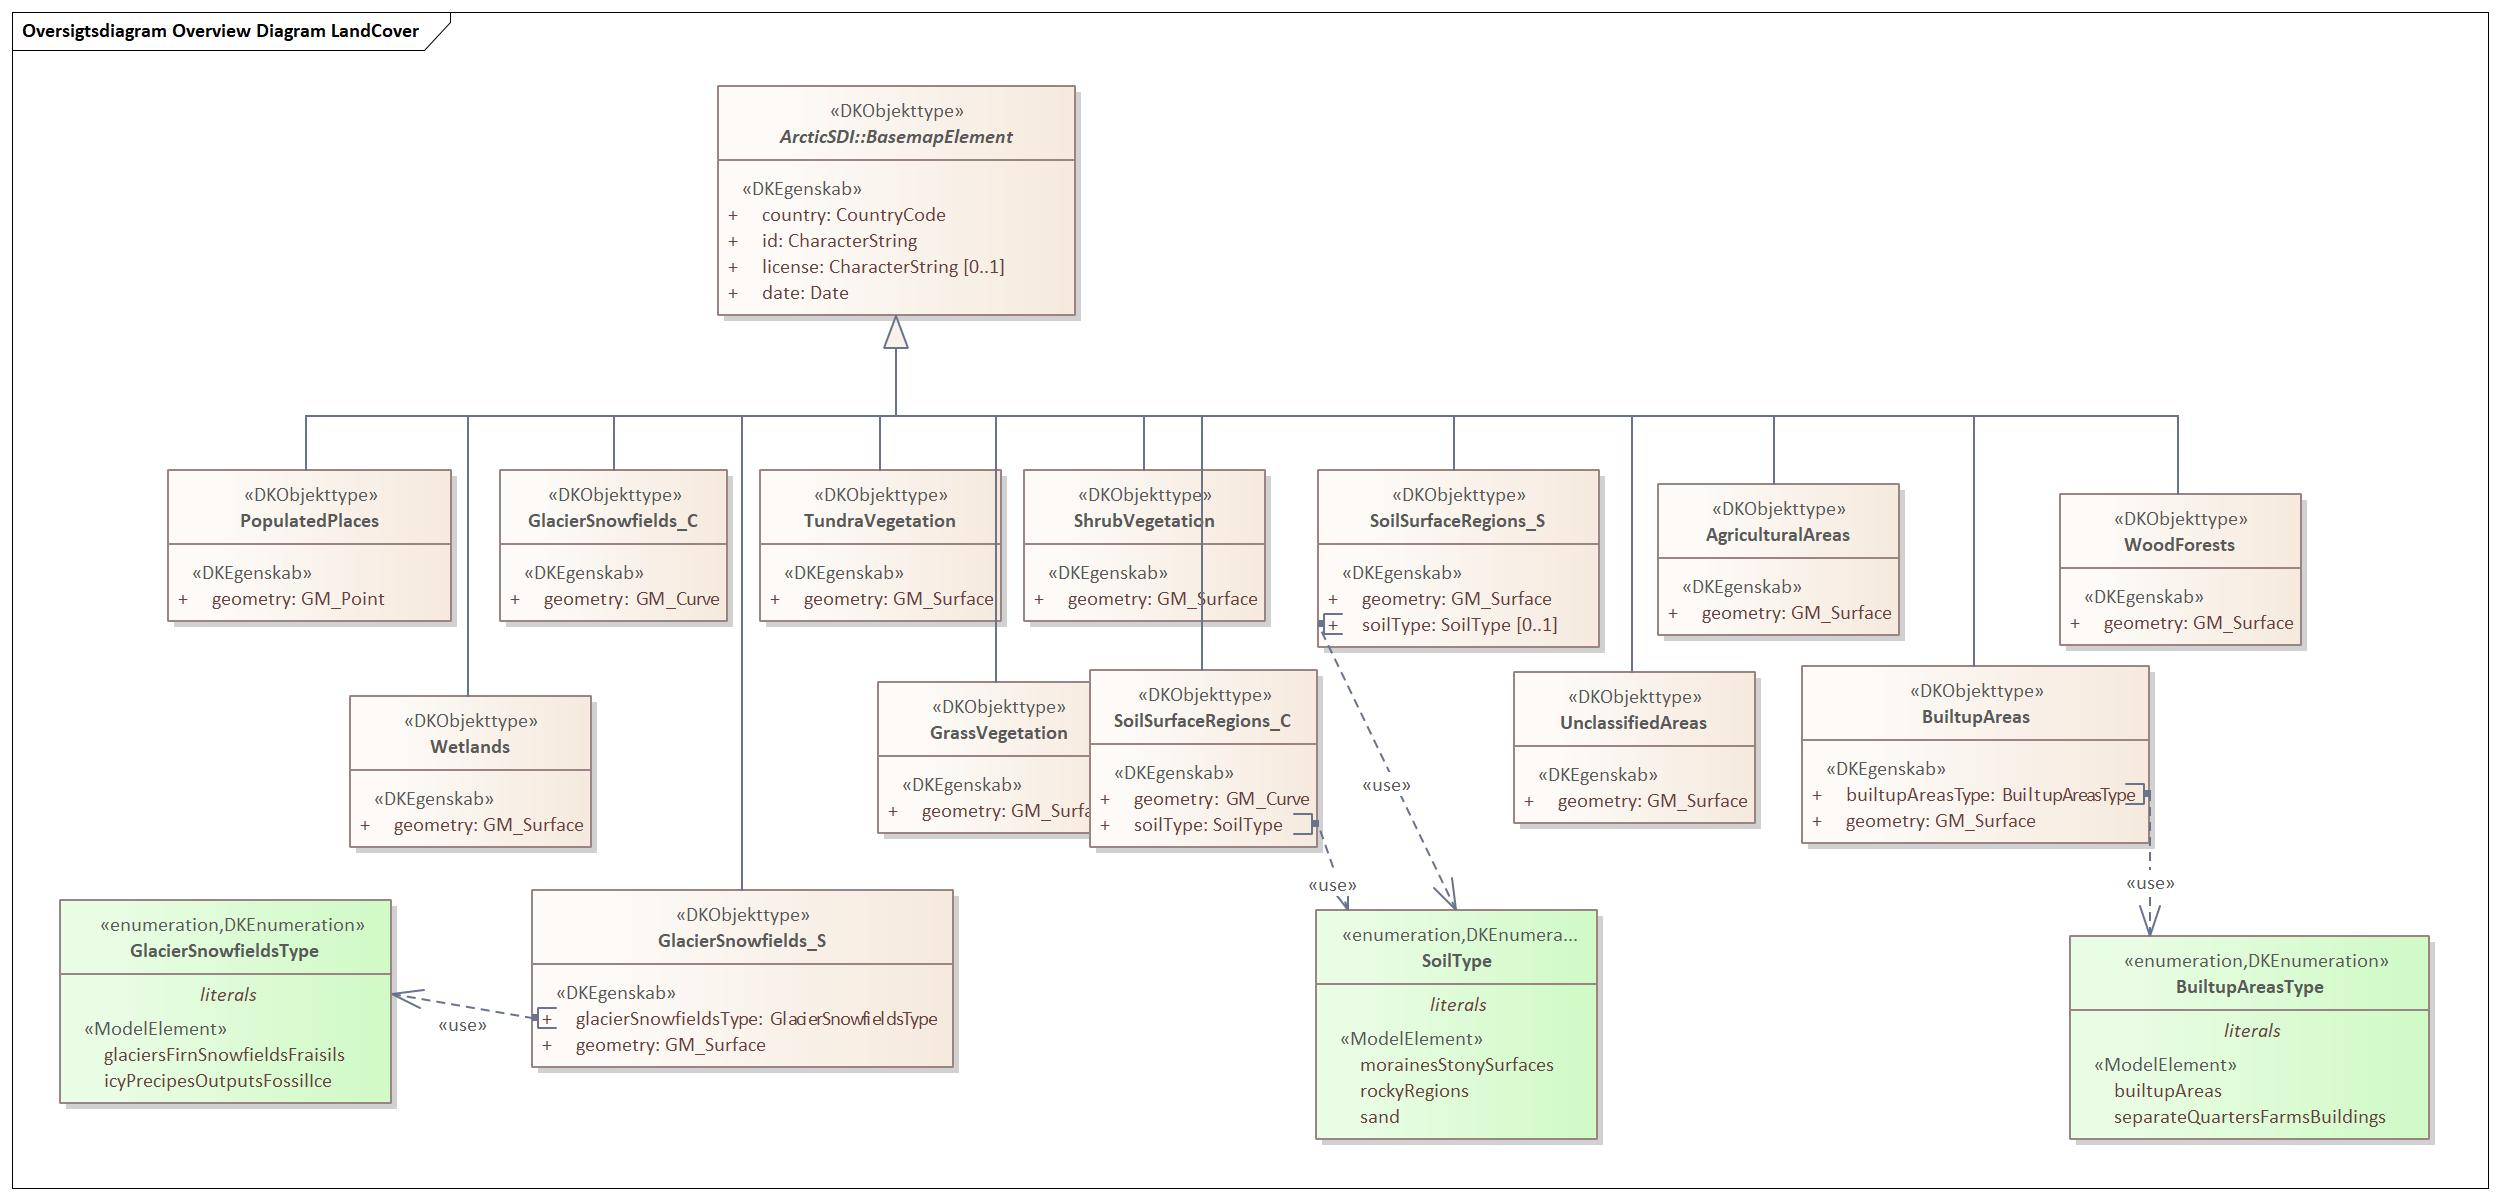 Oversigtsdiagram Overview Diagram LandCover
«DKObjekttype»
ArcticSDI::BasemapElement
«DKEgenskab»
+ country: CountryCode
+ id: CharacterString
+ license: CharacterString [0..1]
+ date: Date
«DKObjekttype»
PopulatedPlaces
«DKEgenskab»
+ geometry: GM_Point
«DKObjekttype»
GlacierSnowfields_C
«DKEgenskab»
+ geometry: GM_Curve
«DKObjekttype»
TundraVegetation
«DKEgenskab»
+ geometry: GM_Surface
«DKObjekttype»
ShrubVegetation
«DKEgenskab»
+ geometry: GM_Surface
«DKObjekttype»
SoilSurfaceRegions_S
«DKEgenskab»
+ geometry: GM_Surface
+ soilType: SoilType [0..1]
«DKObjekttype»
AgriculturalAreas
«DKEgenskab»
+ geometry: GM_Surface
«DKObjekttype»
WoodForests
«DKEgenskab»
+ geometry: GM_Surface
«DKObjekttype»
Wetlands
«DKEgenskab»
+ geometry: GM_Surface
«DKObjekttype»
GrassVegetation
«DKEgenskab»
+ geometry: GM_Surfa
«DKObjekttype»
SoilSurfaceRegions_C
«DKEgenskab»
+ geometry: GM_Curve
+ soilType: SoilType
«use»
«use»
«DKObjekttype»
UnclassifiedAreas
«DKEgenskab»
+ geometry: GM_Surface
«DKObjekttype»
BuiltupAreas
«DKEgenskab»
+ builtupAreasType: BuiltupAreasType
+ geometry: GM_Surface
«use»
«enumeration,DKEnumeration»
GlacierSnowfieldsType
literals
«ModelElement»
glaciersFirnSnowfieldsFraisils
icyPrecipesOutputsFossilIce
«use»
«DKObjekttype»
GlacierSnowfields_S
«DKEgenskab»
+ glacierSnowfieldsType: GlacierSnowfieldsType
+ geometry: GM_Surface
«enumeration,DKEnumera...
SoilType
literals
«ModelElement»
morainesStonySurfaces
rockyRegions
sand
«enumeration,DKEnumeration»
BuiltupAreasType
literals
«ModelElement»
builtupAreas
separateQuartersFarmsBuildings